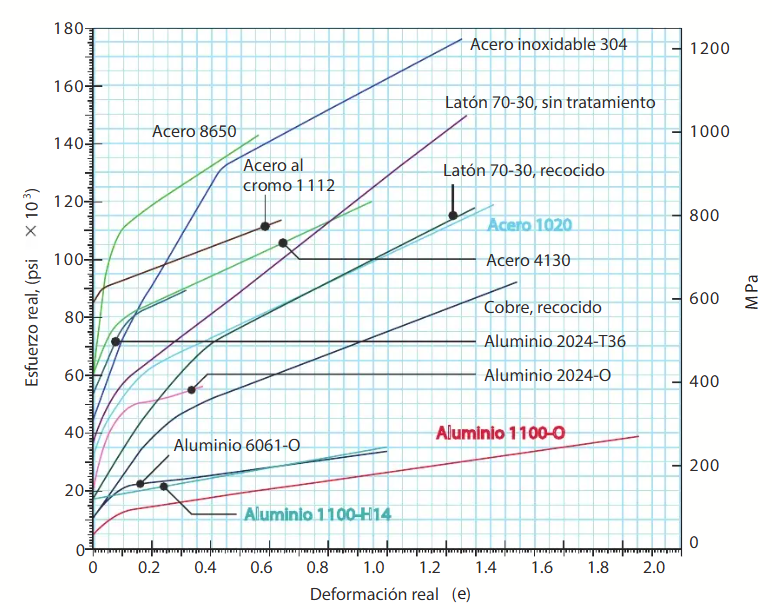 180
160
140
120
100
80
60
40
20
0
Esfuerzo real, (psi × 10³)
1200
1000
800
600
400
200
0
MPa
Acero inoxidable 304
Latón 70-30, sin tratamiento
Acero 8650
Acero al
cromo 1112
Latón 70-30, recocido
Acero 1020
Acero 4130
Cobre, recocido
Aluminio 2024-T36
Aluminio 2024-O
Aluminio 1100-O
Aluminio 6061-O
Aluminio 1100-H14
0 0.2 0.4 0.6 0.8 1.0 1.2 1.4 1.6 1.8 2.0
Deformación real (e)